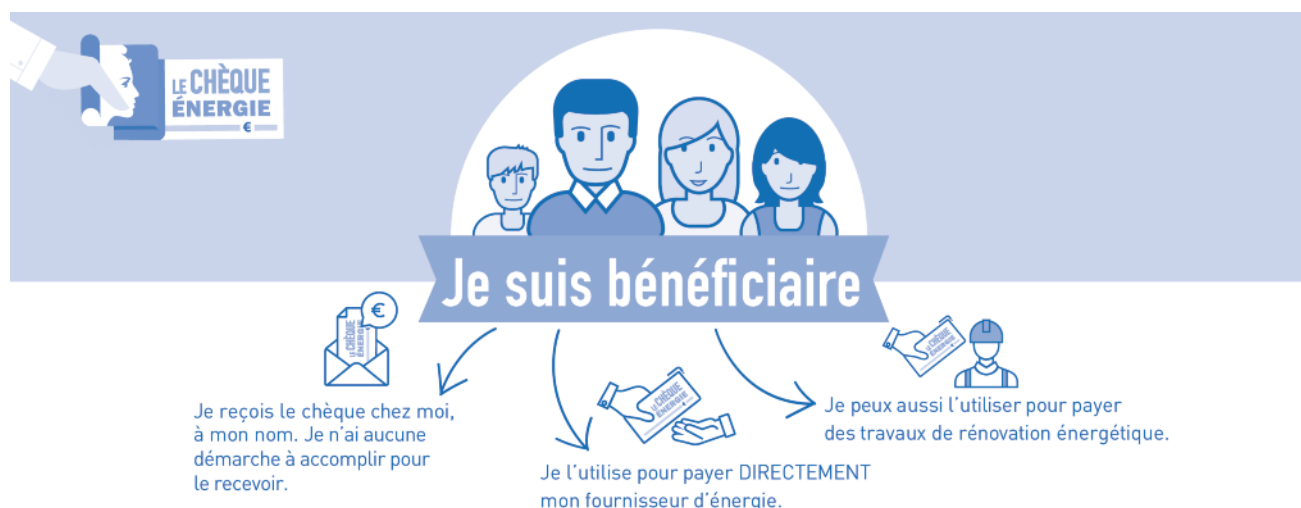 LE CHÈQUE
ÉNERGIE
€
Je suis bénéficiaire
€
LE CHÈQUE
ÉNERGIE
Je reçois le chèque chez moi,
à mon nom. Je n'ai aucune
démarche à accomplir pour
le recevoir.
LE CHÈQUE
ÉNERGIE
Je l'utilise pour payer DIRECTEMENT
mon fournisseur d'énergie.
LE CHÈQUE
ÉNERGIE
Je peux aussi l'utiliser pour payer
des travaux de rénovation énergétique.